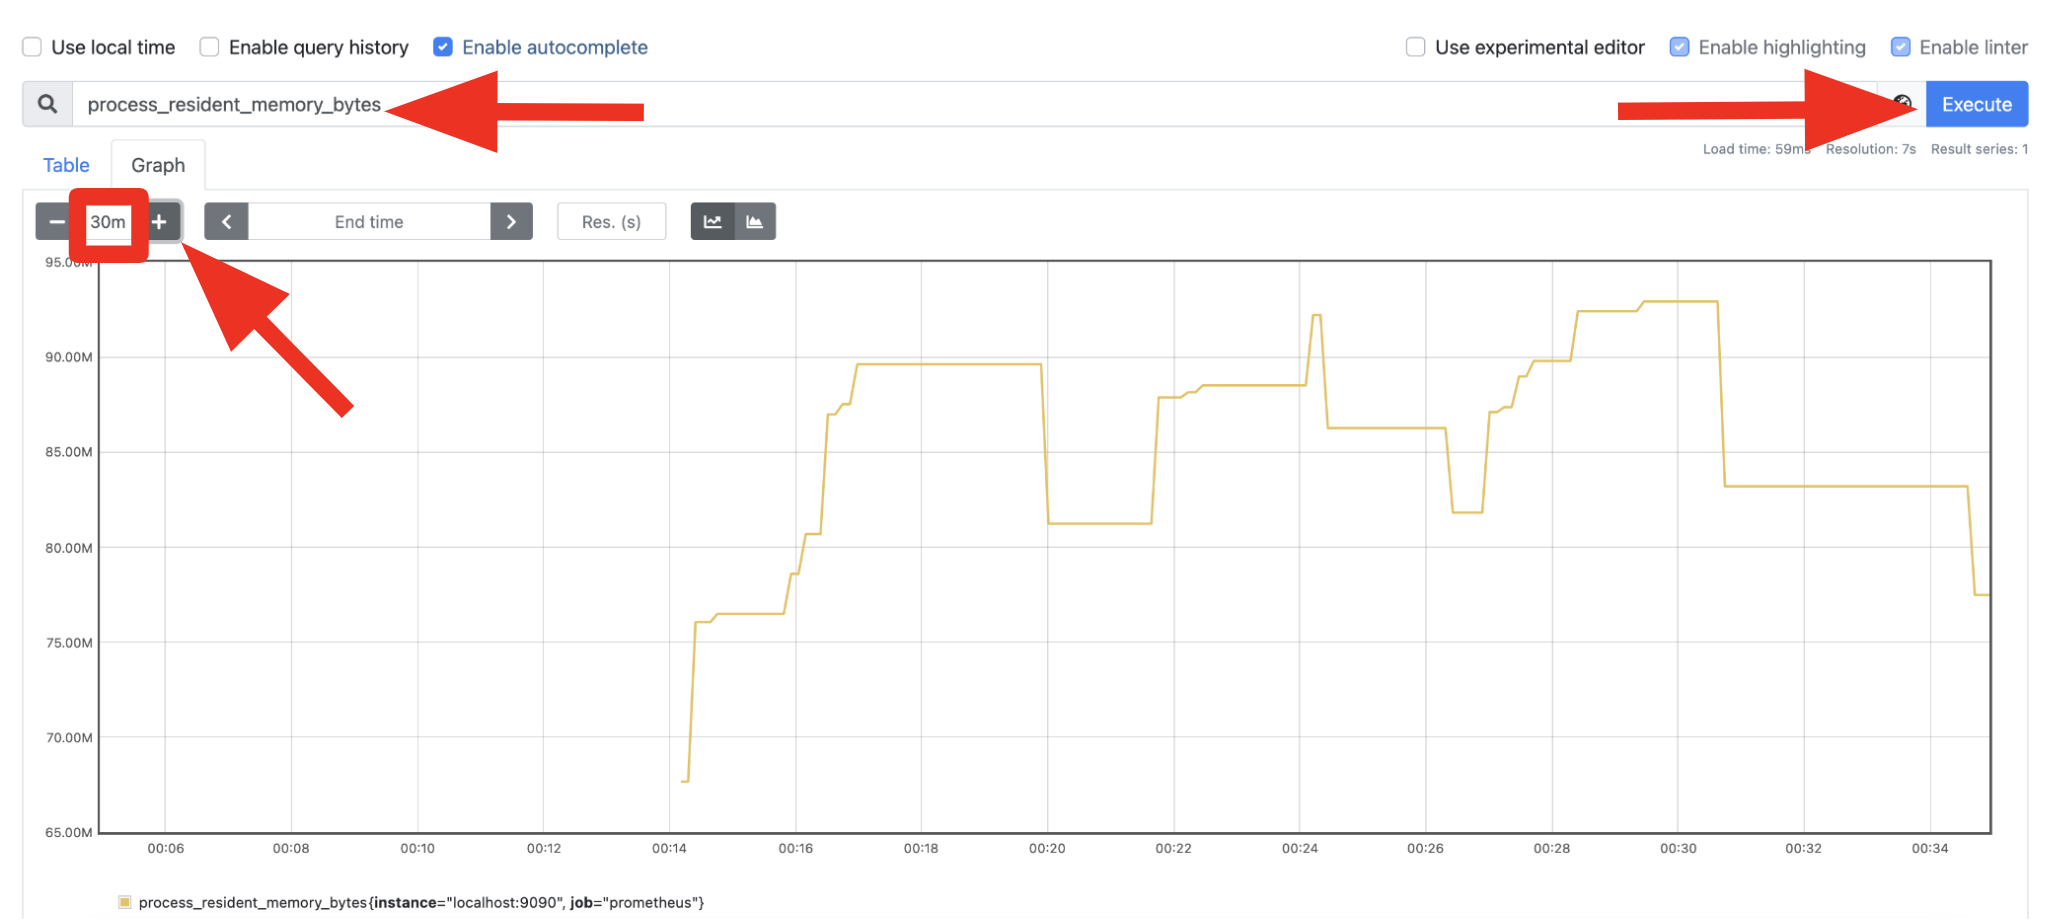 Use local time Enable query history Enable autocomplete Use experimental editor Enable highlighting Enable linter
process_resident_memory_bytes Execute
Load time: 59ms Resolution: 7s Result series: 1
Table Graph
− 30m + End time Res. (s)
95.00M
90.00M
85.00M
80.00M
75.00M
70.00M
65.00M
00:06 00:08 00:10 00:12 00:14 00:16 00:18 00:20 00:22 00:24 00:26 00:28 00:30 00:32 00:34
process_resident_memory_bytes{instance="localhost:9090", job="prometheus"}